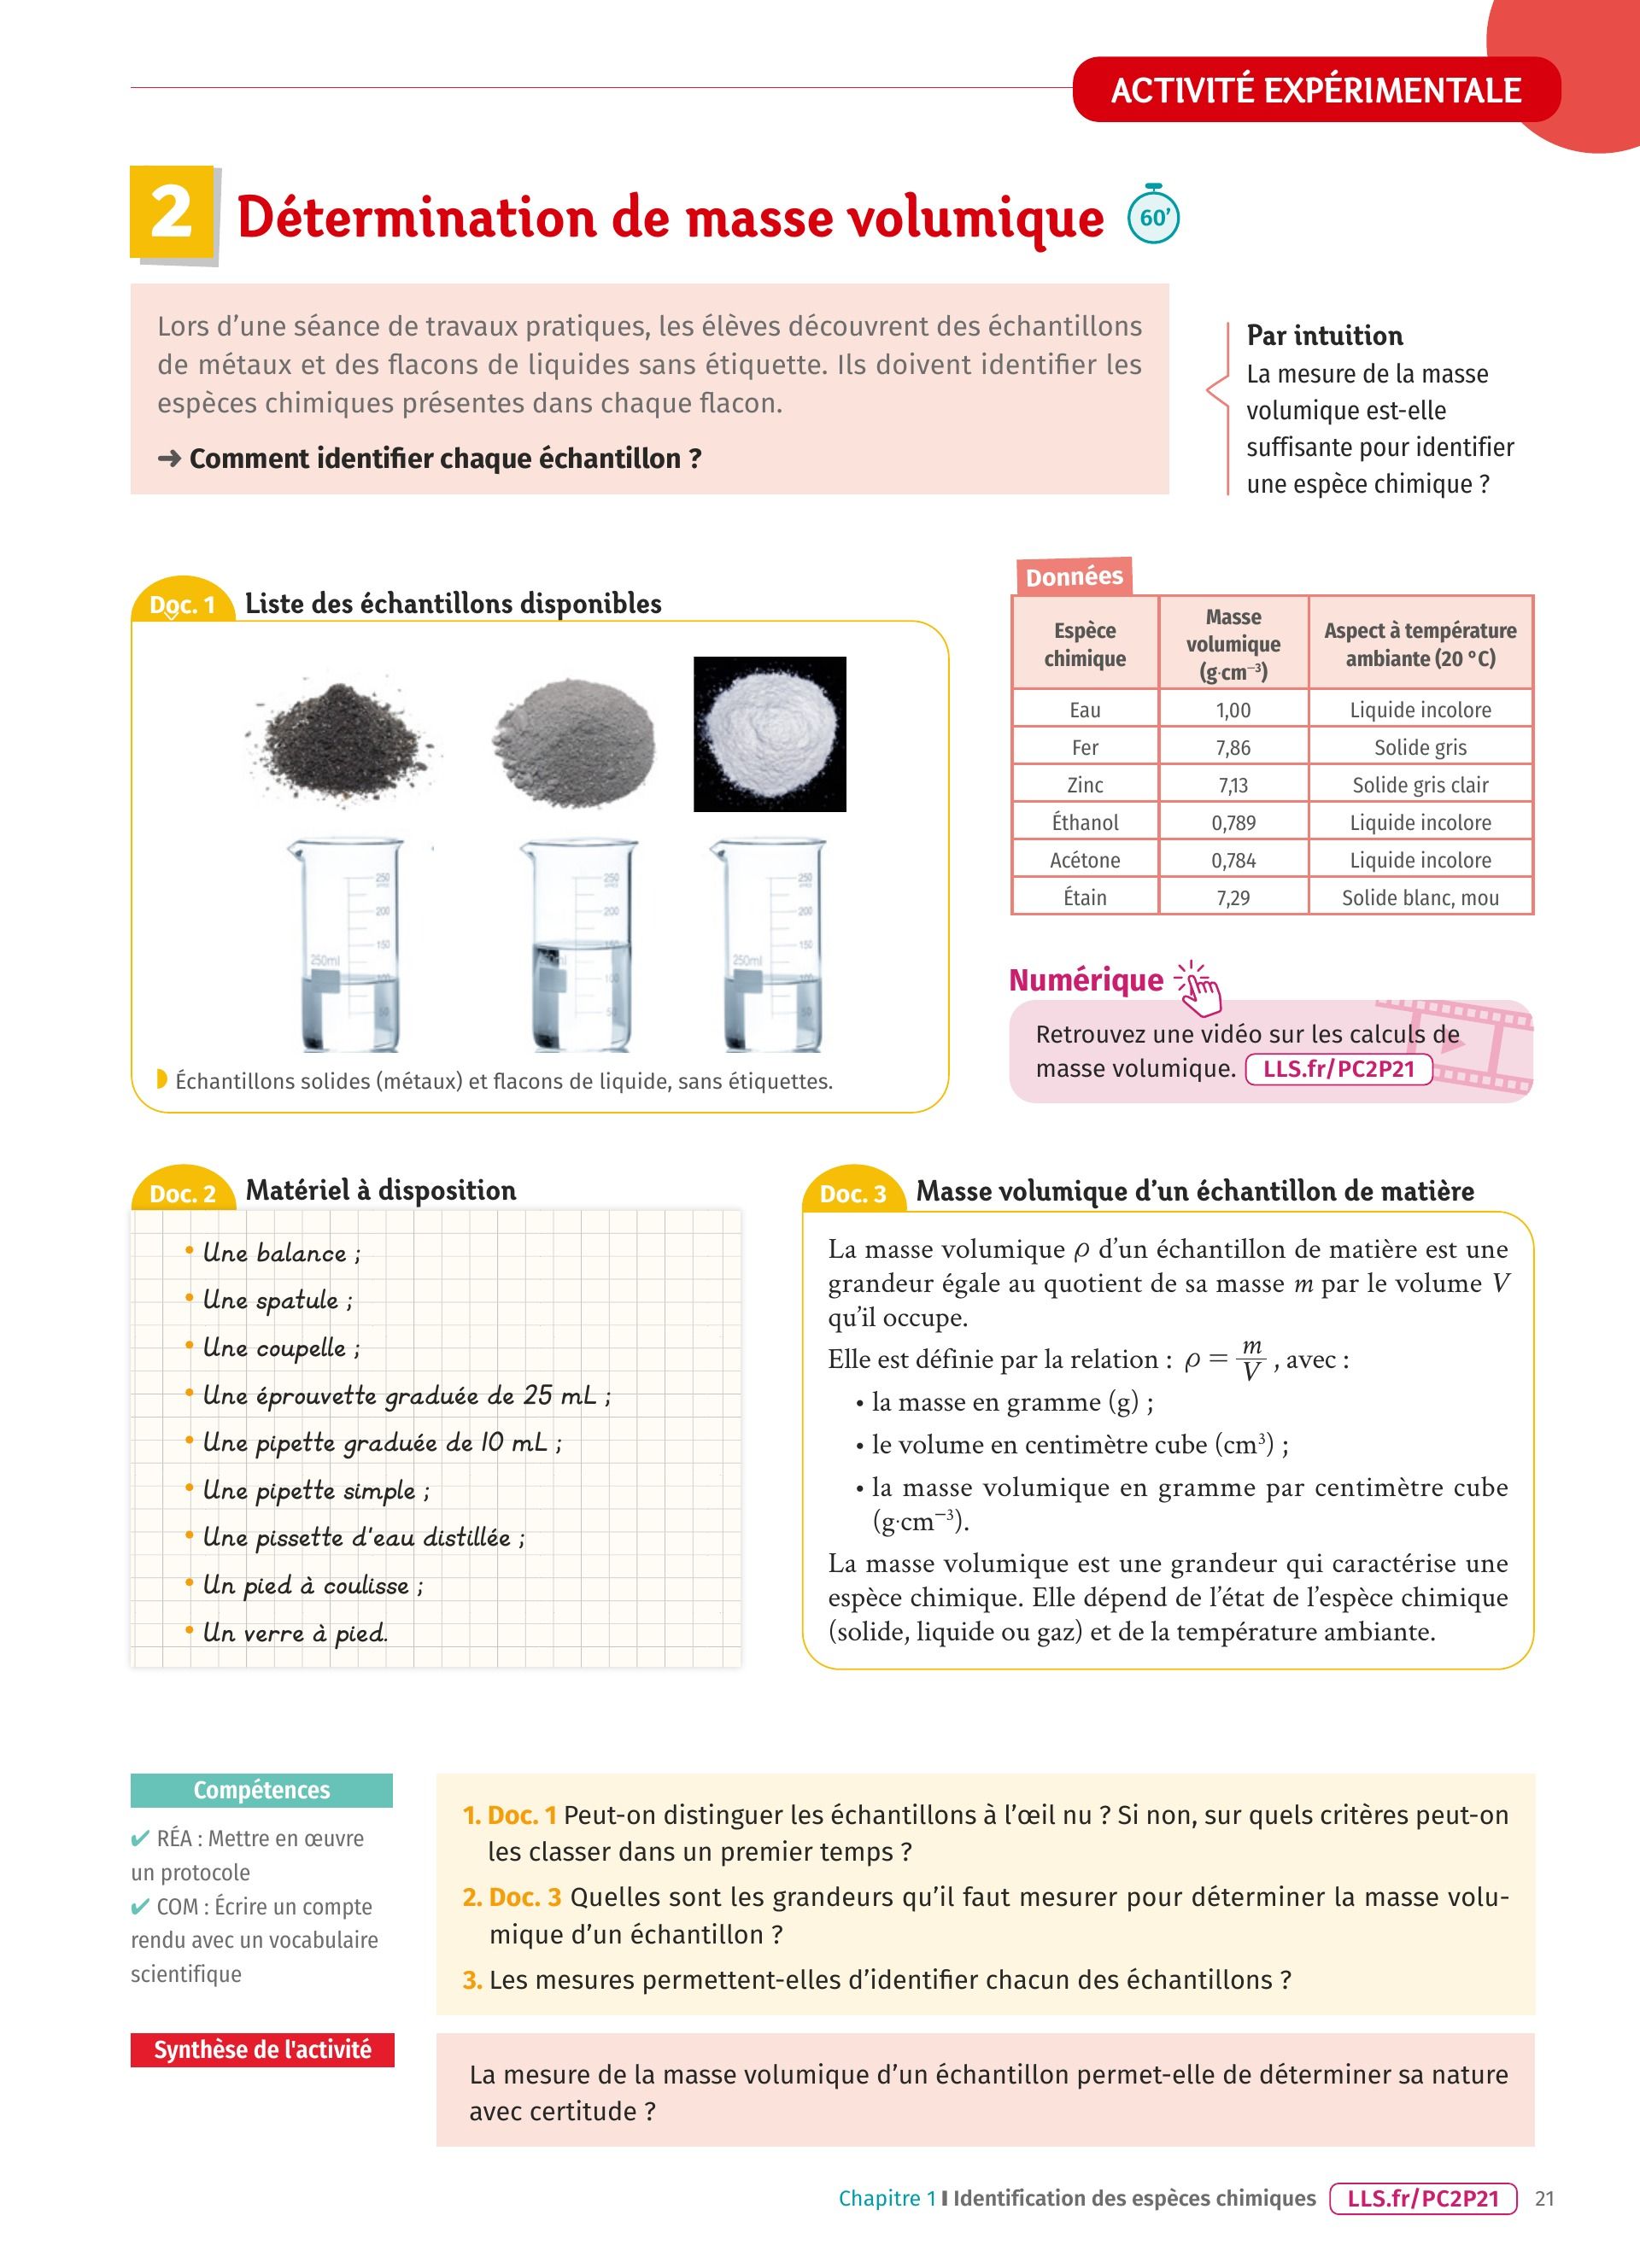 ACTIVITÉ EXPÉRIMENTALE
2 Détermination de masse volumique 60’
Lors d’une séance de travaux pratiques, les élèves découvrent des échantillons
de métaux et des flacons de liquides sans étiquette. Ils doivent identifier les
espèces chimiques présentes dans chaque flacon.
➜ Comment identifier chaque échantillon ?
Par intuition
La mesure de la masse
volumique est-elle
suffisante pour identifier
une espèce chimique ?
Doc. 1 Liste des échantillons disponibles
250
200
150
250ml
100
50
250
200
150
100
50
250
200
150
250ml
100
50
Échantillons solides (métaux) et flacons de liquide, sans étiquettes.
Données
Espèce chimique | Masse volumique (g·cm⁻³) | Aspect à température ambiante (20 °C)
Eau | 1,00 | Liquide incolore
Fer | 7,86 | Solide gris
Zinc | 7,13 | Solide gris clair
Éthanol | 0,789 | Liquide incolore
Acétone | 0,784 | Liquide incolore
Étain | 7,29 | Solide blanc, mou
Numérique
Retrouvez une vidéo sur les calculs de
masse volumique. LLS.fr/PC2P21
Doc. 2 Matériel à disposition
• Une balance ;
• Une spatule ;
• Une coupelle ;
• Une éprouvette graduée de 25 mL ;
• Une pipette graduée de 10 mL ;
• Une pipette simple ;
• Une pissette d'eau distillée ;
• Un pied à coulisse ;
• Un verre à pied.
Doc. 3 Masse volumique d’un échantillon de matière
La masse volumique ρ d’un échantillon de matière est une
grandeur égale au quotient de sa masse m par le volume V
qu’il occupe.
Elle est définie par la relation : ρ = m/V , avec :
• la masse en gramme (g) ;
• le volume en centimètre cube (cm³) ;
• la masse volumique en gramme par centimètre cube
(g·cm⁻³).
La masse volumique est une grandeur qui caractérise une
espèce chimique. Elle dépend de l’état de l’espèce chimique
(solide, liquide ou gaz) et de la température ambiante.
Compétences
✔ RÉA : Mettre en œuvre
un protocole
✔ COM : Écrire un compte
rendu avec un vocabulaire
scientifique
1. Doc. 1 Peut-on distinguer les échantillons à l’œil nu ? Si non, sur quels critères peut-on
les classer dans un premier temps ?
2. Doc. 3 Quelles sont les grandeurs qu’il faut mesurer pour déterminer la masse volu-
mique d’un échantillon ?
3. Les mesures permettent-elles d’identifier chacun des échantillons ?
Synthèse de l'activité
La mesure de la masse volumique d’un échantillon permet-elle de déterminer sa nature
avec certitude ?
Chapitre 1 I Identification des espèces chimiques LLS.fr/PC2P21 21